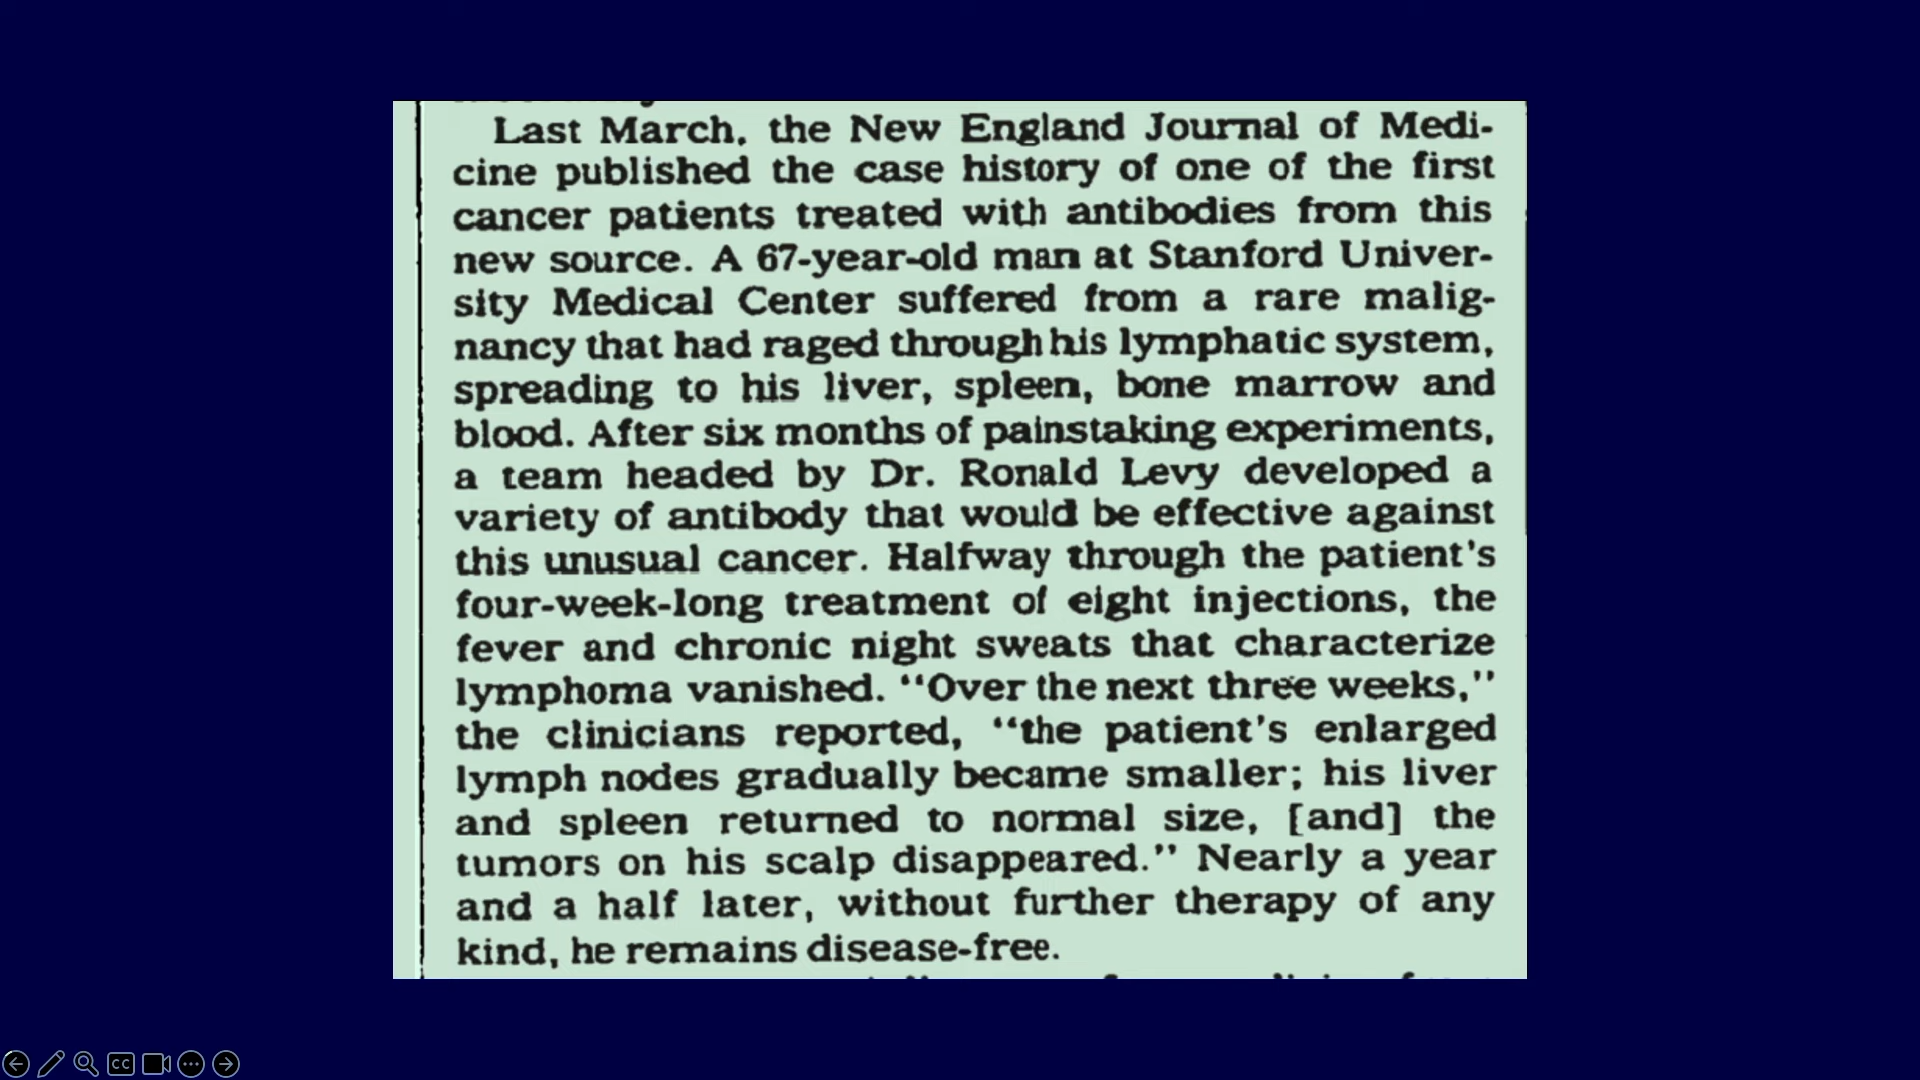 Last March, the New England Journal of Medi-
cine published the case history of one of the first
cancer patients treated with antibodies from this
new source. A 67-year-old man at Stanford Univer-
sity Medical Center suffered from a rare malig-
nancy that had raged through his lymphatic system,
spreading to his liver, spleen, bone marrow and
blood. After six months of painstaking experiments,
a team headed by Dr. Ronald Levy developed a
variety of antibody that would be effective against
this unusual cancer. Halfway through the patient's
four-week-long treatment of eight injections, the
fever and chronic night sweats that characterize
lymphoma vanished. "Over the next three weeks,"
the clinicians reported, "the patient's enlarged
lymph nodes gradually became smaller; his liver
and spleen returned to normal size, [and] the
tumors on his scalp disappeared." Nearly a year
and a half later, without further therapy of any
kind, he remains disease-free.
CC